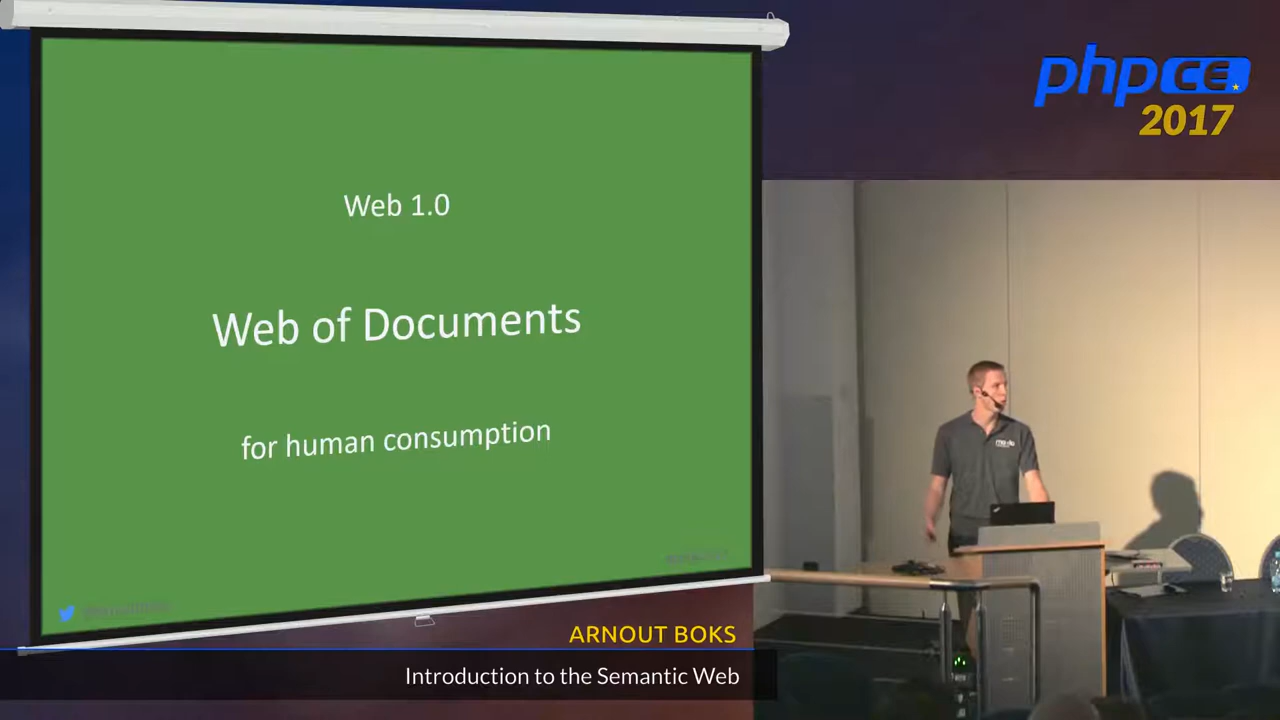 phpCE
2017
Web 1.0
Web of Documents
for human consumption
ARNOUT BOKS
Introduction to the Semantic Web